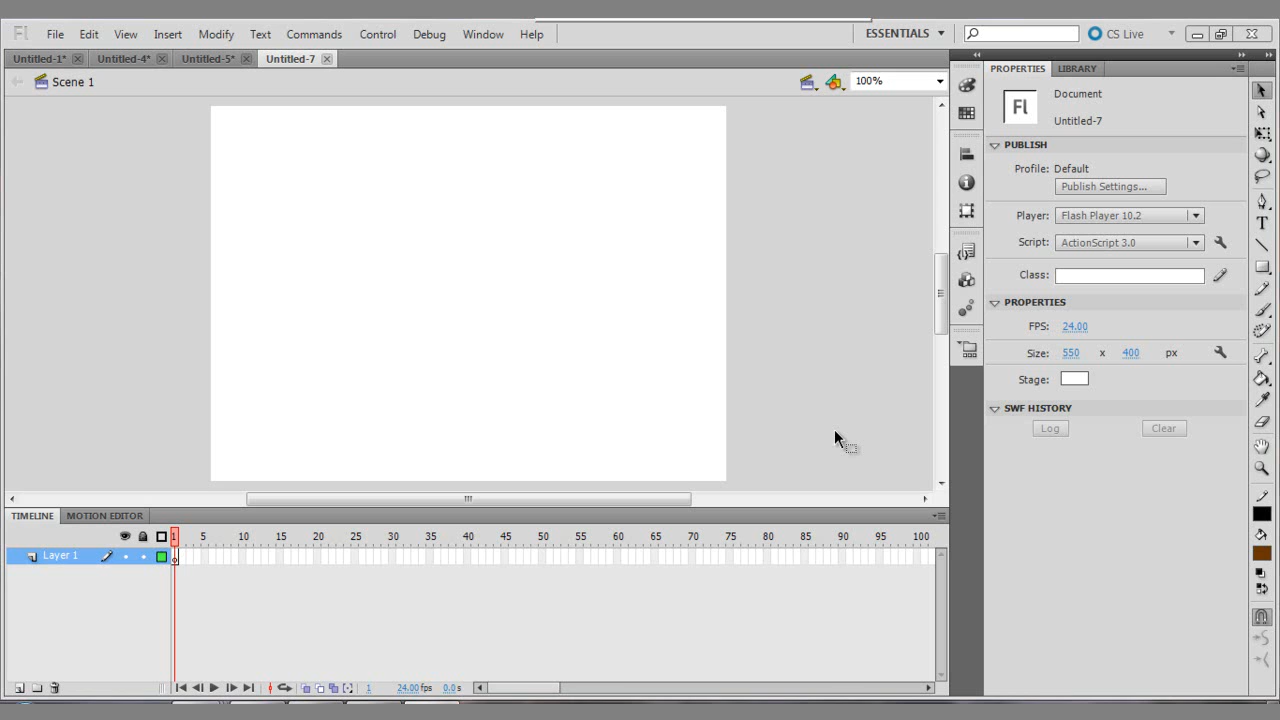 Fl File Edit View Insert Modify Text Commands Control Debug Window Help ESSENTIALS CS Live
Untitled-1* Untitled-4* Untitled-5* Untitled-7
Scene 1 100%
PROPERTIES LIBRARY
Fl
Document
Untitled-7
PUBLISH
Profile: Default
Publish Settings...
Player: Flash Player 10.2
Script: ActionScript 3.0
Class:
PROPERTIES
FPS: 24.00
Size: 550 x 400 px
Stage:
SWF HISTORY
Log Clear
T
TIMELINE MOTION EDITOR
1 5 10 15 20 25 30 35 40 45 50 55 60 65 70 75 80 85 90 95 100
Layer 1
1 24.00fps 0.0s